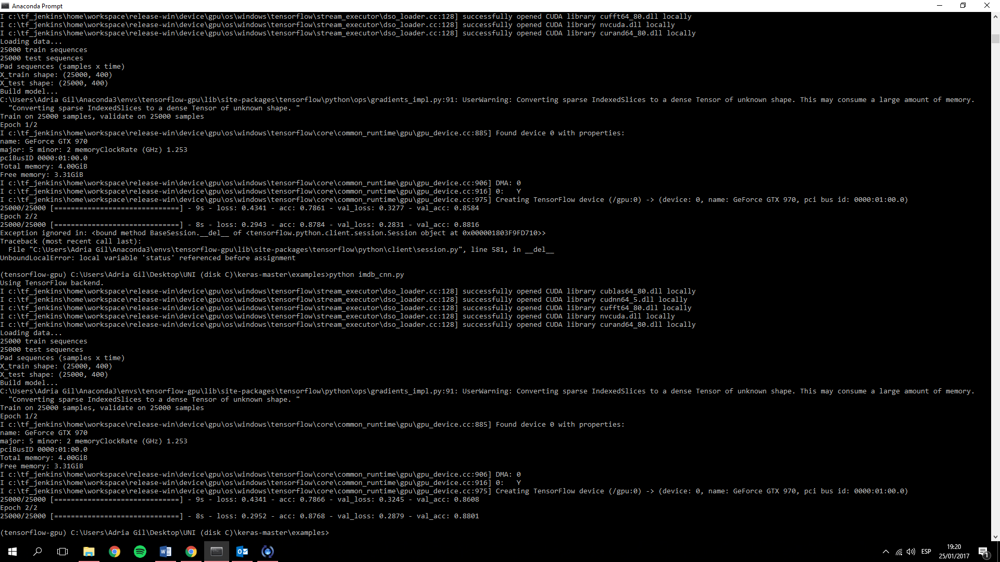 Anaconda Prompt
I c:\tf_jenkins\home\workspace\release-win\device\gpu\os\windows\tensorflow\stream_executor\dso_loader.cc:128] successfully opened CUDA library cufft64_80.dll locally
I c:\tf_jenkins\home\workspace\release-win\device\gpu\os\windows\tensorflow\stream_executor\dso_loader.cc:128] successfully opened CUDA library nvcuda.dll locally
I c:\tf_jenkins\home\workspace\release-win\device\gpu\os\windows\tensorflow\stream_executor\dso_loader.cc:128] successfully opened CUDA library curand64_80.dll locally
Loading data...
25000 train sequences
25000 test sequences
Pad sequences (samples x time)
X_train shape: (25000, 400)
X_test shape: (25000, 400)
Build model...
C:\Users\Adria Gil\Anaconda3\envs\tensorflow-gpu\lib\site-packages\tensorflow\python\ops\gradients_impl.py:91: UserWarning: Converting sparse IndexedSlices to a dense Tensor of unknown shape. This may consume a large amount of memory.
  "Converting sparse IndexedSlices to a dense Tensor of unknown shape. "
Train on 25000 samples, validate on 25000 samples
Epoch 1/2
I c:\tf_jenkins\home\workspace\release-win\device\gpu\os\windows\tensorflow\core\common_runtime\gpu\gpu_device.cc:885] Found device 0 with properties:
name: GeForce GTX 970
major: 5 minor: 2 memoryClockRate (GHz) 1.253
pciBusID 0000:01:00.0
Total memory: 4.00GiB
Free memory: 3.31GiB
I c:\tf_jenkins\home\workspace\release-win\device\gpu\os\windows\tensorflow\core\common_runtime\gpu\gpu_device.cc:906] DMA: 0
I c:\tf_jenkins\home\workspace\release-win\device\gpu\os\windows\tensorflow\core\common_runtime\gpu\gpu_device.cc:916] 0:   Y
I c:\tf_jenkins\home\workspace\release-win\device\gpu\os\windows\tensorflow\core\common_runtime\gpu\gpu_device.cc:975] Creating TensorFlow device (/gpu:0) -> (device: 0, name: GeForce GTX 970, pci bus id: 0000:01:00.0)
25000/25000 [==============================] - 9s - loss: 0.4341 - acc: 0.7861 - val_loss: 0.3277 - val_acc: 0.8584
Epoch 2/2
25000/25000 [==============================] - 8s - loss: 0.2943 - acc: 0.8784 - val_loss: 0.2831 - val_acc: 0.8816
Exception ignored in: <bound method BaseSession.__del__ of <tensorflow.python.client.session.Session object at 0x000001803F9FD710>>
Traceback (most recent call last):
  File "C:\Users\Adria Gil\Anaconda3\envs\tensorflow-gpu\lib\site-packages\tensorflow\python\client\session.py", line 581, in __del__
UnboundLocalError: local variable 'status' referenced before assignment
(tensorflow-gpu) C:\Users\Adria Gil\Desktop\UNI (disk C)\keras-master\examples>python imdb_cnn.py
Using TensorFlow backend.
I c:\tf_jenkins\home\workspace\release-win\device\gpu\os\windows\tensorflow\stream_executor\dso_loader.cc:128] successfully opened CUDA library cublas64_80.dll locally
I c:\tf_jenkins\home\workspace\release-win\device\gpu\os\windows\tensorflow\stream_executor\dso_loader.cc:128] successfully opened CUDA library cudnn64_5.dll locally
I c:\tf_jenkins\home\workspace\release-win\device\gpu\os\windows\tensorflow\stream_executor\dso_loader.cc:128] successfully opened CUDA library cufft64_80.dll locally
I c:\tf_jenkins\home\workspace\release-win\device\gpu\os\windows\tensorflow\stream_executor\dso_loader.cc:128] successfully opened CUDA library nvcuda.dll locally
I c:\tf_jenkins\home\workspace\release-win\device\gpu\os\windows\tensorflow\stream_executor\dso_loader.cc:128] successfully opened CUDA library curand64_80.dll locally
Loading data...
25000 train sequences
25000 test sequences
Pad sequences (samples x time)
X_train shape: (25000, 400)
X_test shape: (25000, 400)
Build model...
C:\Users\Adria Gil\Anaconda3\envs\tensorflow-gpu\lib\site-packages\tensorflow\python\ops\gradients_impl.py:91: UserWarning: Converting sparse IndexedSlices to a dense Tensor of unknown shape. This may consume a large amount of memory.
  "Converting sparse IndexedSlices to a dense Tensor of unknown shape. "
Train on 25000 samples, validate on 25000 samples
Epoch 1/2
I c:\tf_jenkins\home\workspace\release-win\device\gpu\os\windows\tensorflow\core\common_runtime\gpu\gpu_device.cc:885] Found device 0 with properties:
name: GeForce GTX 970
major: 5 minor: 2 memoryClockRate (GHz) 1.253
pciBusID 0000:01:00.0
Total memory: 4.00GiB
Free memory: 3.31GiB
I c:\tf_jenkins\home\workspace\release-win\device\gpu\os\windows\tensorflow\core\common_runtime\gpu\gpu_device.cc:906] DMA: 0
I c:\tf_jenkins\home\workspace\release-win\device\gpu\os\windows\tensorflow\core\common_runtime\gpu\gpu_device.cc:916] 0:   Y
I c:\tf_jenkins\home\workspace\release-win\device\gpu\os\windows\tensorflow\core\common_runtime\gpu\gpu_device.cc:975] Creating TensorFlow device (/gpu:0) -> (device: 0, name: GeForce GTX 970, pci bus id: 0000:01:00.0)
25000/25000 [==============================] - 9s - loss: 0.4341 - acc: 0.7866 - val_loss: 0.3245 - val_acc: 0.8608
Epoch 2/2
25000/25000 [==============================] - 8s - loss: 0.2952 - acc: 0.8768 - val_loss: 0.2879 - val_acc: 0.8801
(tensorflow-gpu) C:\Users\Adria Gil\Desktop\UNI (disk C)\keras-master\examples>
ESP
19:20
25/01/2017
1